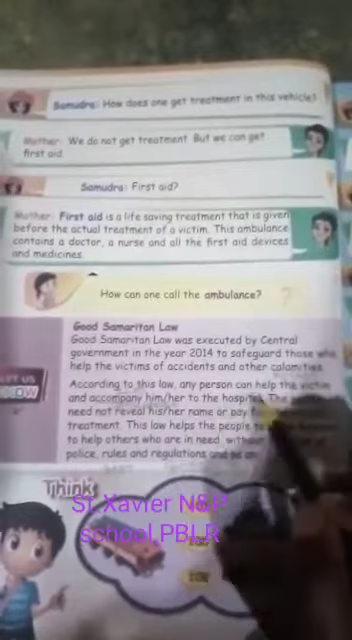 Samudra: How does one get treatment in this vehicle?
Mother: We do not get treatment. But we can get
first aid.
Samudra: First aid?
Mother: First aid is a life saving treatment that is given
before the actual treatment of a victim. This ambulance
contains a doctor, a nurse and all the first aid devices
and medicines.
How can one call the ambulance?
?
Good Samaritan Law
Good Samaritan Law was executed by Central
government in the year 2014 to safeguard those who
help the victims of accidents and other calamities.
US
According to this law, any person can help the victim
and accompany him/her to the hospital. The
need not reveal his/her name or pay
treatment. This law helps the people
to help others who are in need, without
police, rules and regulations and
Think
St.Xavier N&P
school,PBLR